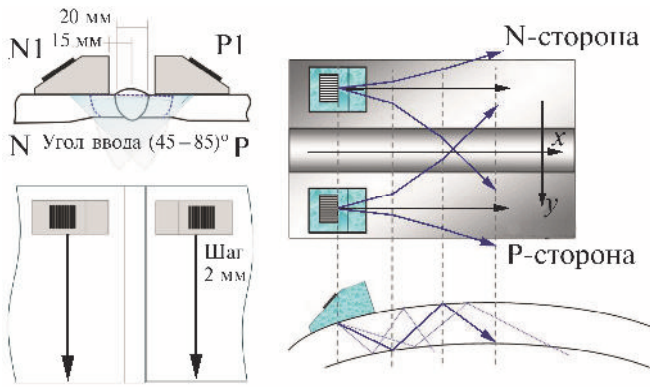 20 мм
15 мм
N1
P1
N Угол ввода (45–85)° P
Шаг
2 мм
N-сторона
x
y
P-сторона